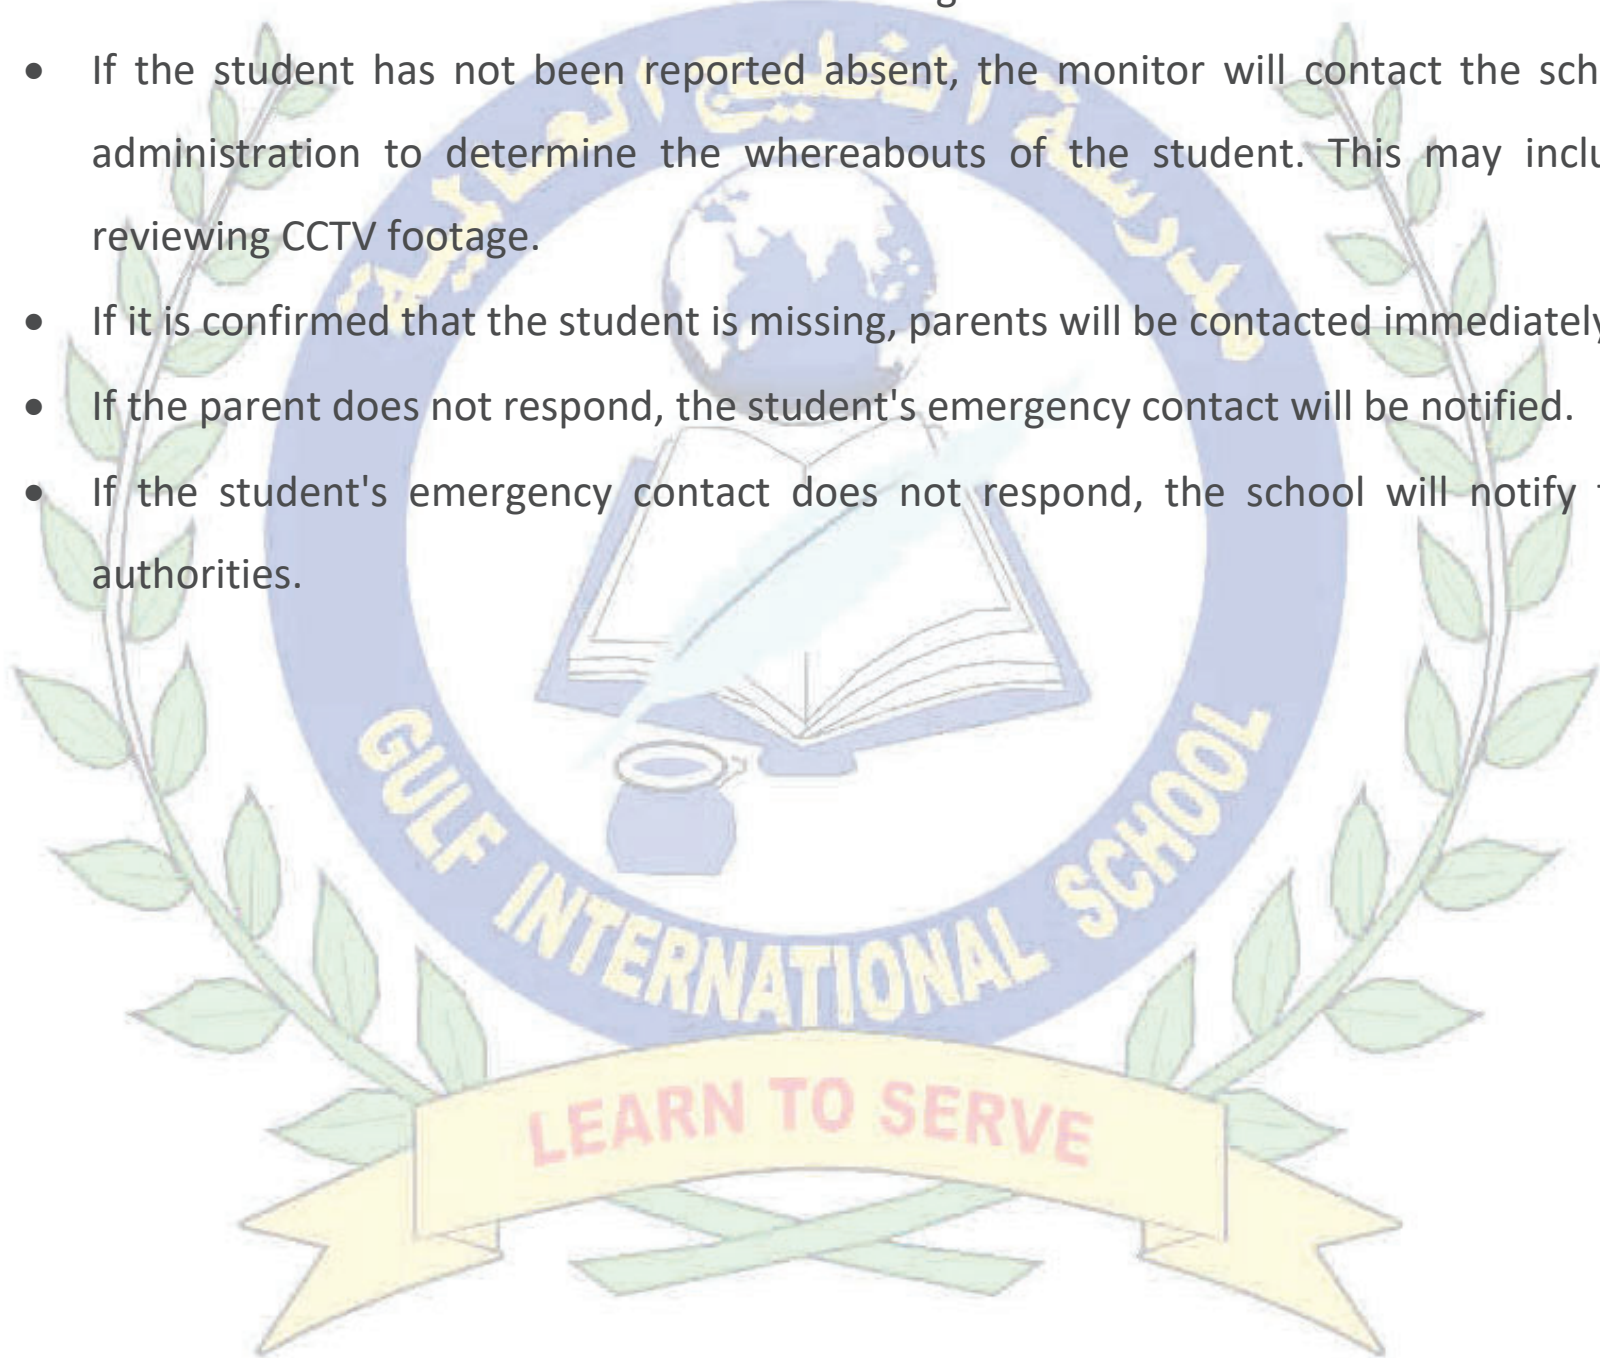 • If the student has not been reported absent, the monitor will contact the sch
administration to determine the whereabouts of the student. This may inclu
reviewing CCTV footage.
• If it is confirmed that the student is missing, parents will be contacted immediately
• If the parent does not respond, the student's emergency contact will be notified.
• If the student's emergency contact does not respond, the school will notify t
authorities.
مدرسة الخليج العالمية
GULF INTERNATIONAL SCHOOL
LEARN TO SERVE